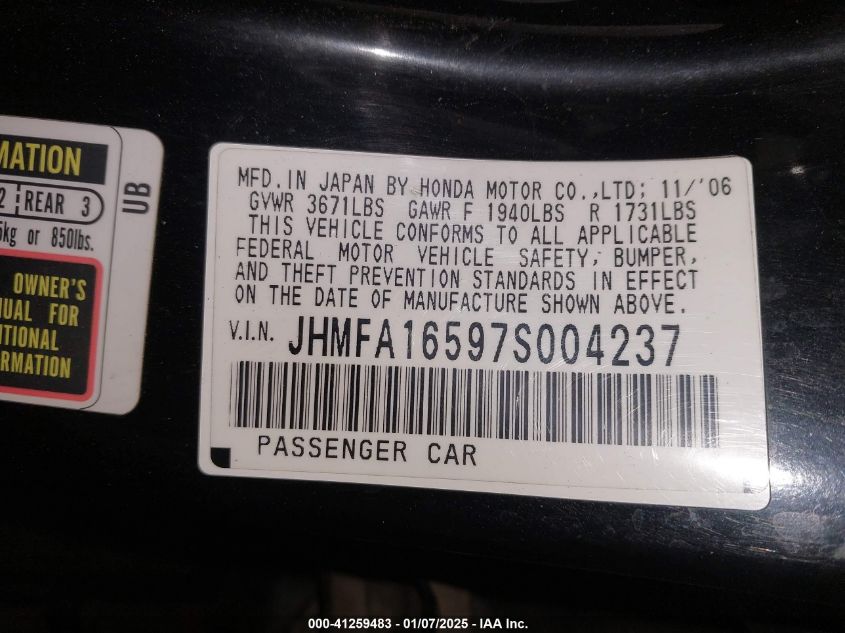 MATION
2 REAR 3
kg or 850lbs.
OWNER'S
UAL FOR
ITIONAL
ORMATION
UB
MFD. IN JAPAN BY HONDA MOTOR CO.,LTD; 11/'06
GVWR 3671LBS GAWR F 1940LBS R 1731LBS
THIS VEHICLE CONFORMS TO ALL APPLICABLE
FEDERAL MOTOR VEHICLE SAFETY, BUMPER,
AND THEFT PREVENTION STANDARDS IN EFFECT
ON THE DATE OF MANUFACTURE SHOWN ABOVE.
V.I.N. JHMFA16597S004237
PASSENGER CAR
000-41259483 - 01/07/2025 - © IAA Inc